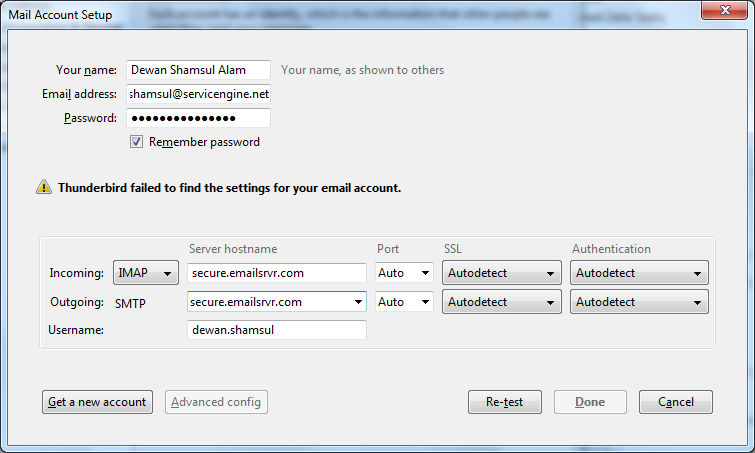 Mail Account Setup
Your name: Dewan Shamsul Alam Your name, as shown to others
Email address: shamsul@servicengine.net
Password: ●●●●●●●●●●●●●●●
Remember password
Thunderbird failed to find the settings for your email account.
Server hostname Port SSL Authentication
Incoming: IMAP secure.emailsrvr.com Auto Autodetect Autodetect
Outgoing: SMTP secure.emailsrvr.com Auto Autodetect Autodetect
Username: dewan.shamsul
Get a new account Advanced config Re-test Done Cancel